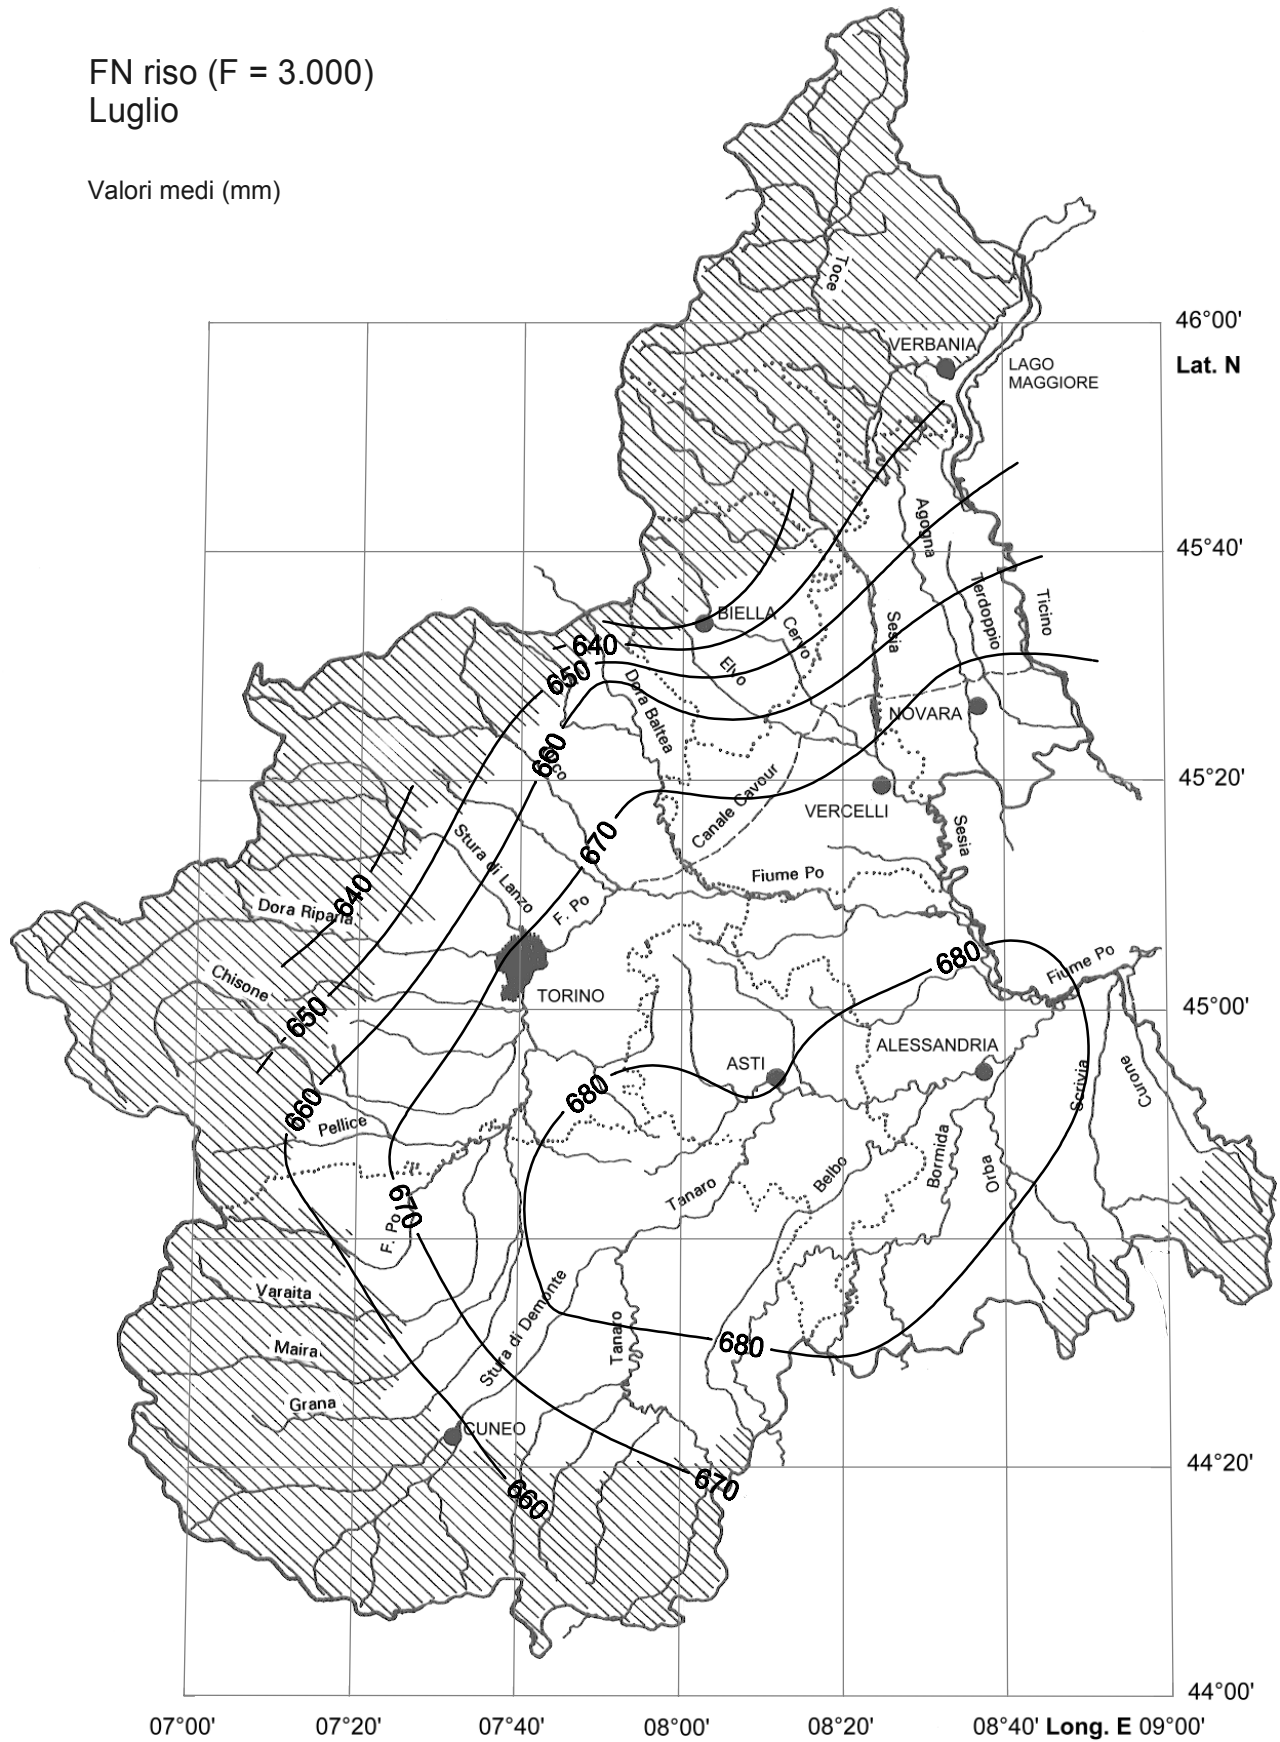 FN riso (F = 3.000)
Luglio
Valori medi (mm)
Toce
46°00'
VERBANIA
Lat. N
LAGO
MAGGIORE
Agogna
45°40'
Terdoppio
Ticino
BIELLA
Cervo
Sesia
640
Elvo
650
Dora Baltea
NOVARA
660
co
45°20'
Canale Cavour
VERCELLI
Sesia
670
Stura di Lanzo
Fiume Po
640
Dora Riparia
F. Po
680
Fiume Po
Chisone
TORINO
650
45°00'
ALESSANDRIA
ASTI
Scrivia
Curone
680
660
Pellice
Bormida
Orba
Belbo
Tanaro
670
F. Po
Varaita
Stura di Demonte
Tanaro
Maira
680
Grana
CUNEO
44°20'
670
660
44°00'
07°00'
07°20'
07°40'
08°00'
08°20'
08°40' Long. E 09°00'